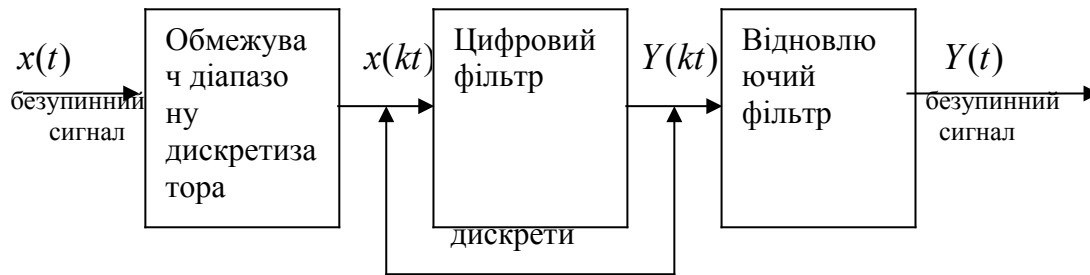 x(t)
безупинний
сигнал
Обмежува
ч діапазо
ну
дискретиза
тора
x(kt)
Цифровий
фільтр
дискрети
Y(kt)
Відновлю
ючий
фільтр
Y(t)
безупинний
сигнал